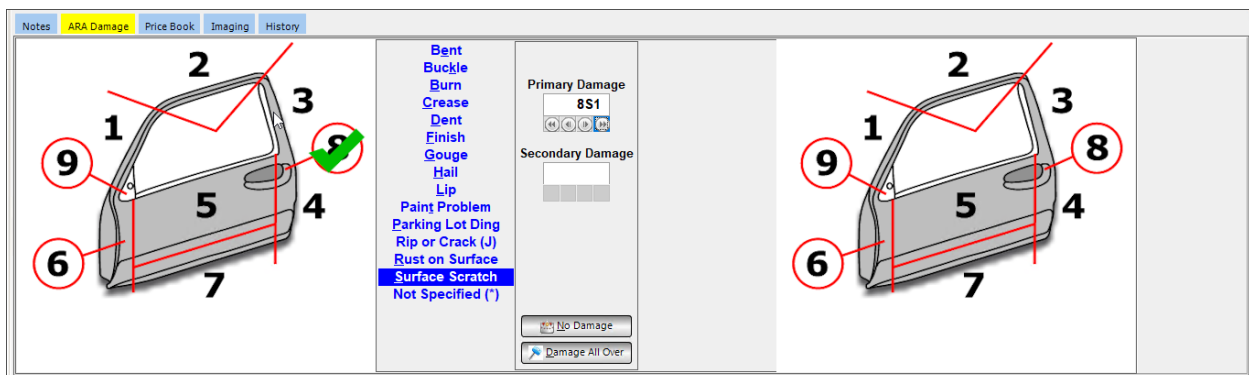 Notes ARA Damage Price Book Imaging History
2
3
1
8
9
5
4
6
7
Bent
Buckle
Burn
Crease
Dent
Finish
Gouge
Hail
Lip
Paint Problem
Parking Lot Ding
Rip or Crack (J)
Rust on Surface
Surface Scratch
Not Specified (*)
Primary Damage
8S1
Secondary Damage
No Damage
Damage All Over
2
3
1
8
9
5
4
6
7